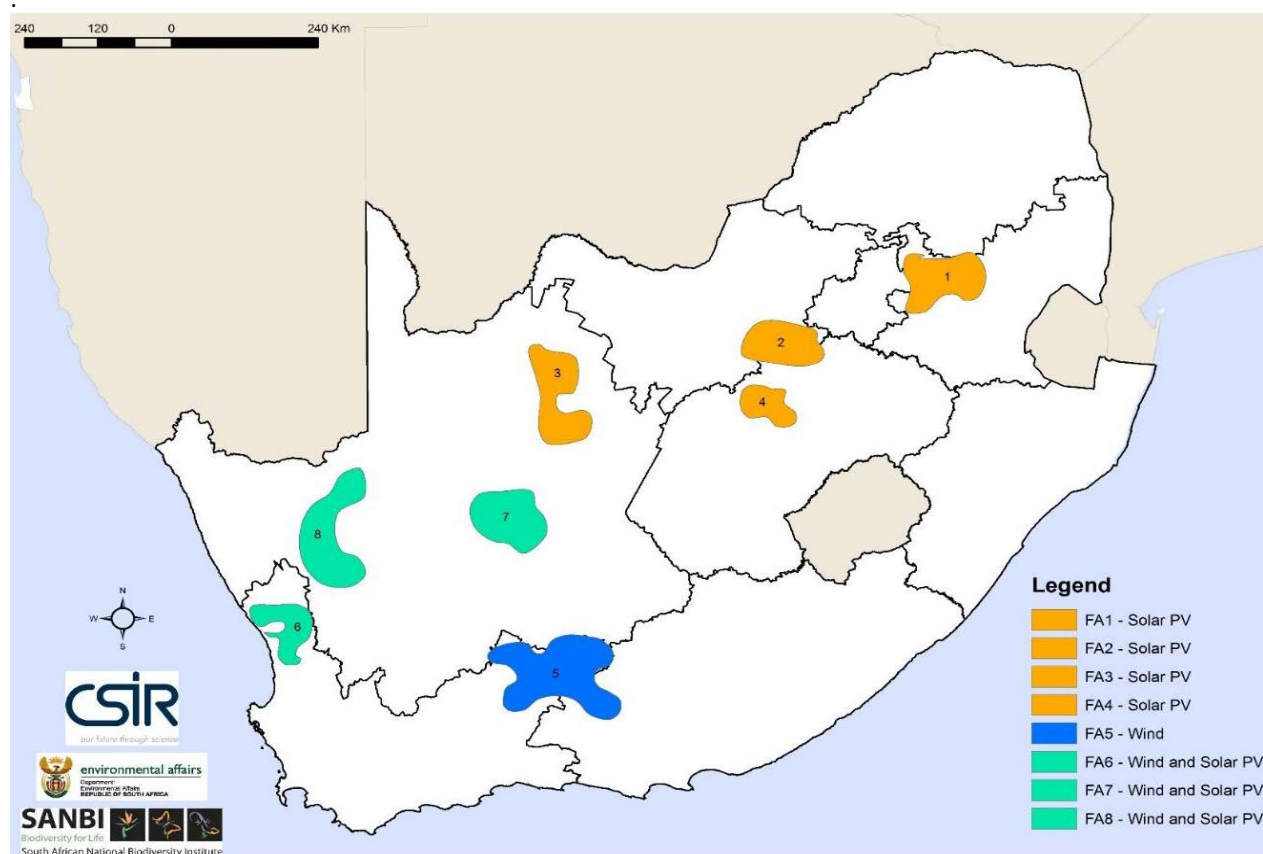 .
240 120 0 240 Km
1
2
3
4
8
7
6
5
N
W E
S
CSIR
our future through science
environmental affairs
Department:
Environmental Affairs
REPUBLIC OF SOUTH AFRICA
SANBI
Biodiversity for Life
South African National Biodiversity Institute
Legend
FA1 - Solar PV
FA2 - Solar PV
FA3 - Solar PV
FA4 - Solar PV
FA5 - Wind
FA6 - Wind and Solar PV
FA7 - Wind and Solar PV
FA8 - Wind and Solar PV